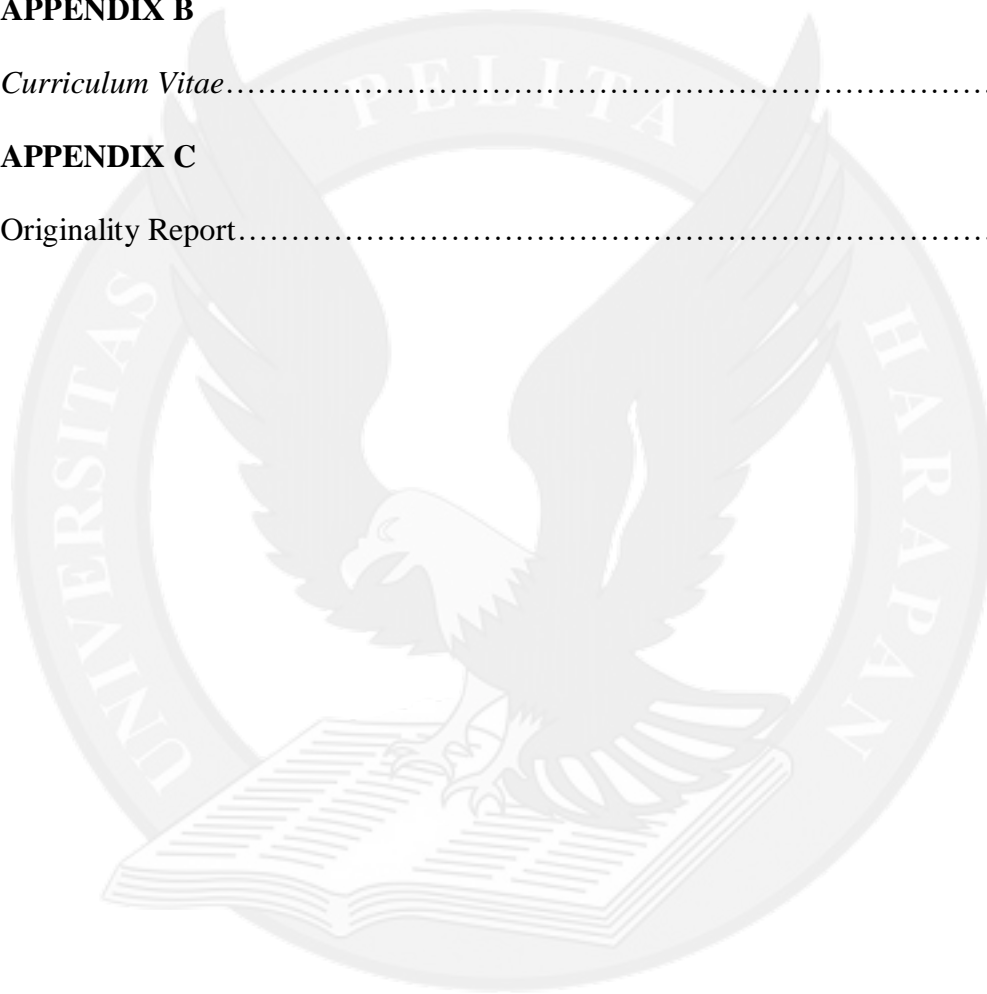 APPENDIX B
Curriculum Vitae……………………………………………………………………
APPENDIX C
Originality Report……………………………………………………………………
UNIVERSITAS PELITA HARAPAN